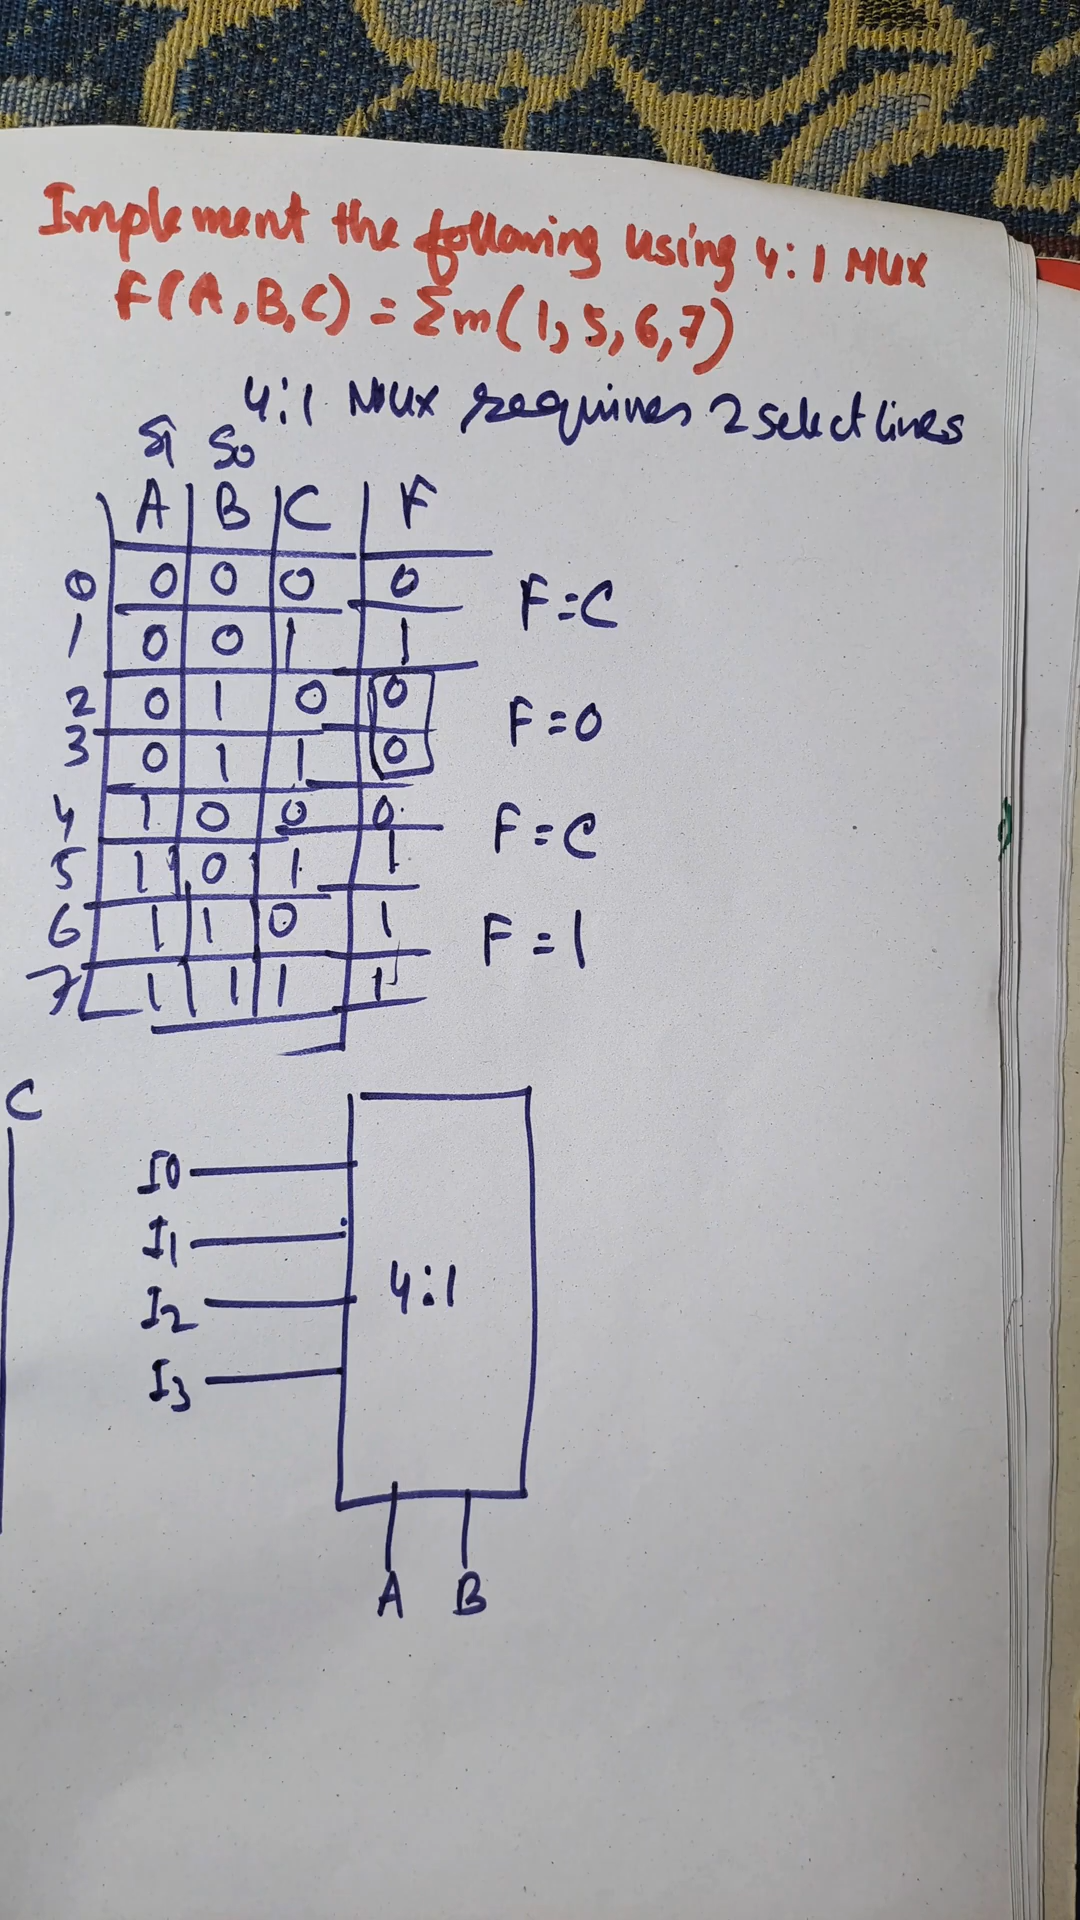 Implement the following using 4:1 MUX
F(A,B,C) = Σm(1,5,6,7)
4:1 MUX requires 2 select lines
S1 S0
A B C F
0 0 0 0 0
F=C
1 0 0 1 1
2 0 1 0 0
F=0
3 0 1 1 0
4 1 0 0 0
F=C
5 1 0 1 1
6 1 1 0 1
F=1
7 1 1 1 1
C
I0
I1
4:1
I2
I3
A B